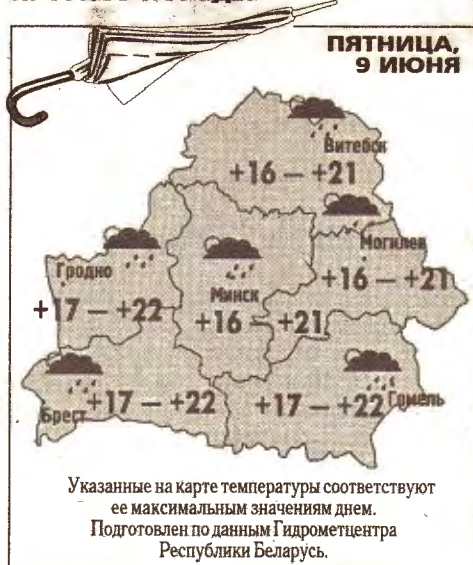 ПЯТНИЦА,
9 ИЮНЯ
Витебск
+16 — +21
Могилев
+16 — +21
Гродно
+17 — +22
Минск
+16 — +21
Брест
+17 — +22
+17 — +22
Гомель
Указанные на карте температуры соответствуют
ее максимальным значениям днем.
Подготовлен по данным Гидрометцентра
Республики Беларусь.